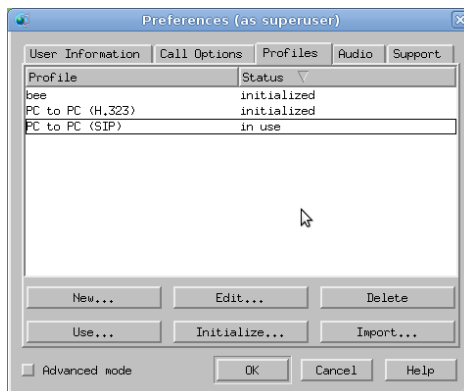 Preferences (as superuser)
User Information Call Options Profiles Audio Support
Profile Status
bee initialized
PC to PC (H.323) initialized
PC to PC (SIP) in use
New... Edit... Delete
Use... Initialize... Import...
Advanced mode OK Cancel Help